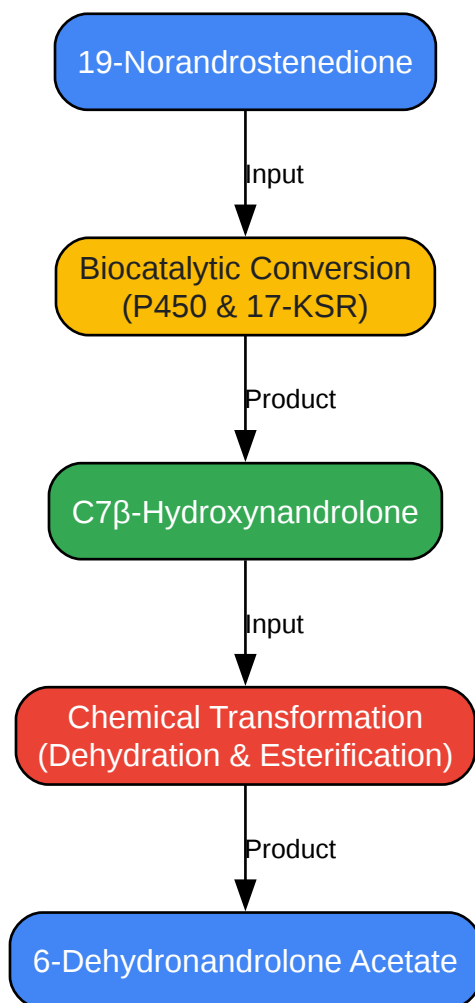 19-Norandrostenedione
Input
Biocatalytic Conversion
(P450 & 17-KSR)
Product
C7β-Hydroxynandrolone
Input
Chemical Transformation
(Dehydration & Esterification)
Product
6-Dehydronandrolone Acetate